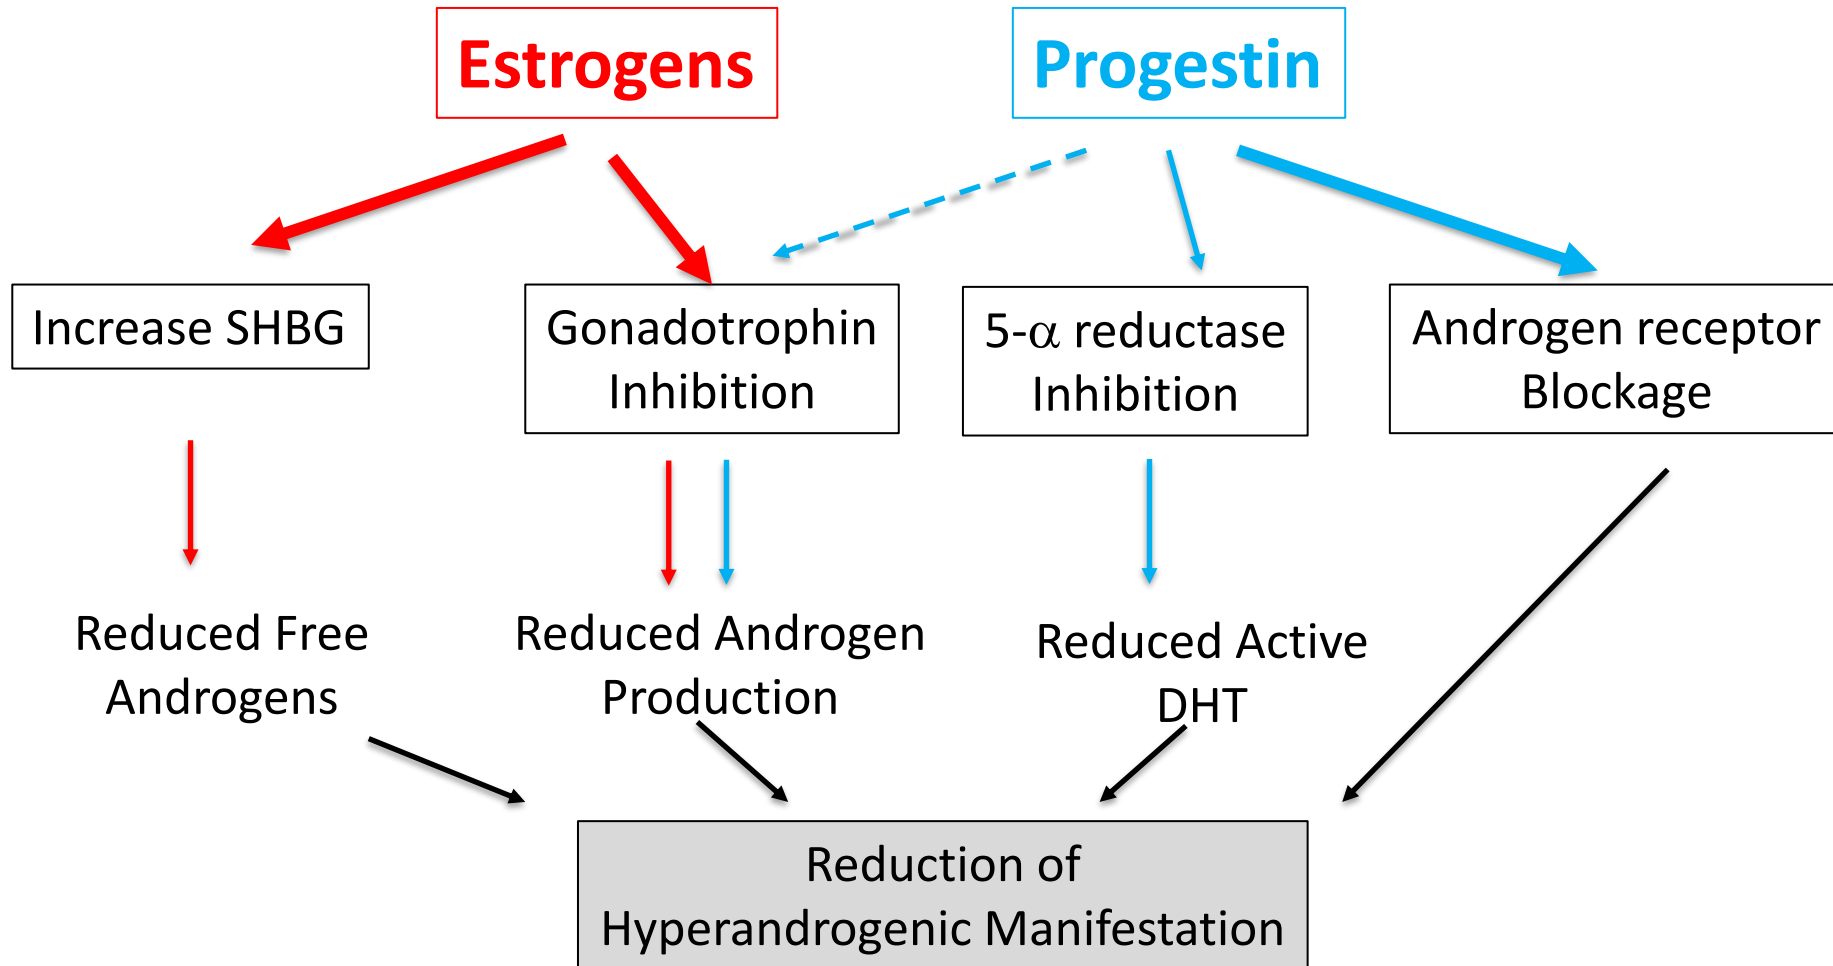 Estrogens
Progestin
Increase SHBG
Gonadotrophin
Inhibition
5-α reductase
Inhibition
Androgen receptor
Blockage
Reduced Free
Androgens
Reduced Androgen
Production
Reduced Active
DHT
Reduction of
Hyperandrogenic Manifestation